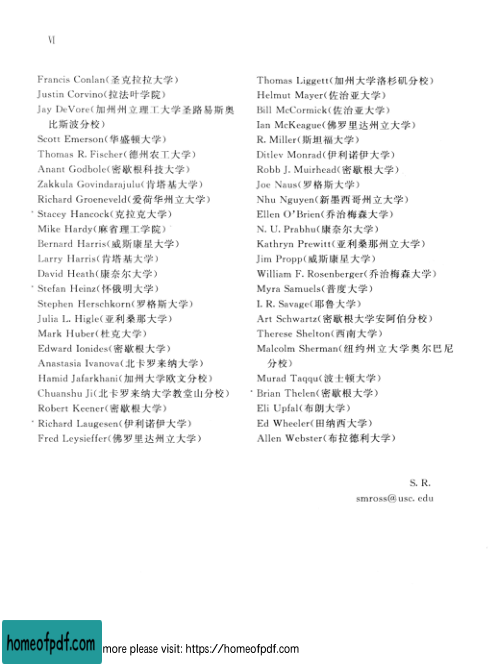 VI
Francis Conlan(圣克拉拉大学)
Justin Corvino(拉法叶学院)
Jay DeVore(加州州立理工大学圣路易斯奥
比斯波分校)
Scott Emerson(华盛顿大学)
Thomas R. Fischer(德州农工大学)
Anant Godbole(密歇根科技大学)
Zakkula Govindarajulu(肯塔基大学)
Richard Groeneveld(爱荷华州立大学)
* Stacey Hancock(克拉克大学)
Mike Hardy(麻省理工学院)
Bernard Harris(威斯康星大学)
Larry Harris(肯塔基大学)
David Heath(康奈尔大学)
* Stefan Heinz(怀俄明大学)
Stephen Herschkorn(罗格斯大学)
Julia L. Higle(亚利桑那大学)
Mark Huber(杜克大学)
Edward Ionides(密歇根大学)
Anastasia Ivanova(北卡罗来纳大学)
Hamid Jafarkhani(加州大学欧文分校)
Chuanshu Ji(北卡罗来纳大学教堂山分校)
Robert Keener(密歇根大学)
* Richard Laugesen(伊利诺伊大学)
Fred Leysieffer(佛罗里达州立大学)
Thomas Liggett(加州大学洛杉矶分校)
Helmut Mayer(佐治亚大学)
Bill McCormick(佐治亚大学)
Ian McKeague(佛罗里达州立大学)
R. Miller(斯坦福大学)
Ditlev Monrad(伊利诺伊大学)
Robb J. Muirhead(密歇根大学)
Joe Naus(罗格斯大学)
Nhu Nguyen(新墨西哥州立大学)
Ellen O'Brien(乔治梅森大学)
N. U. Prabhu(康奈尔大学)
Kathryn Prewitt(亚利桑那州立大学)
Jim Propp(威斯康星大学)
William F. Rosenberger(乔治梅森大学)
Myra Samuels(普度大学)
I. R. Savage(耶鲁大学)
Art Schwartz(密歇根大学安阿伯分校)
Therese Shelton(西南大学)
Malcolm Sherman(纽约州立大学奥尔巴尼
分校)
Murad Taqqu(波士顿大学)
* Brian Thelen(密歇根大学)
Eli Upfal(布朗大学)
Ed Wheeler(田纳西大学)
Allen Webster(布拉德利大学)
S. R.
smross@usc.edu
homeofpdf.com
more please visit: https://homeofpdf.com